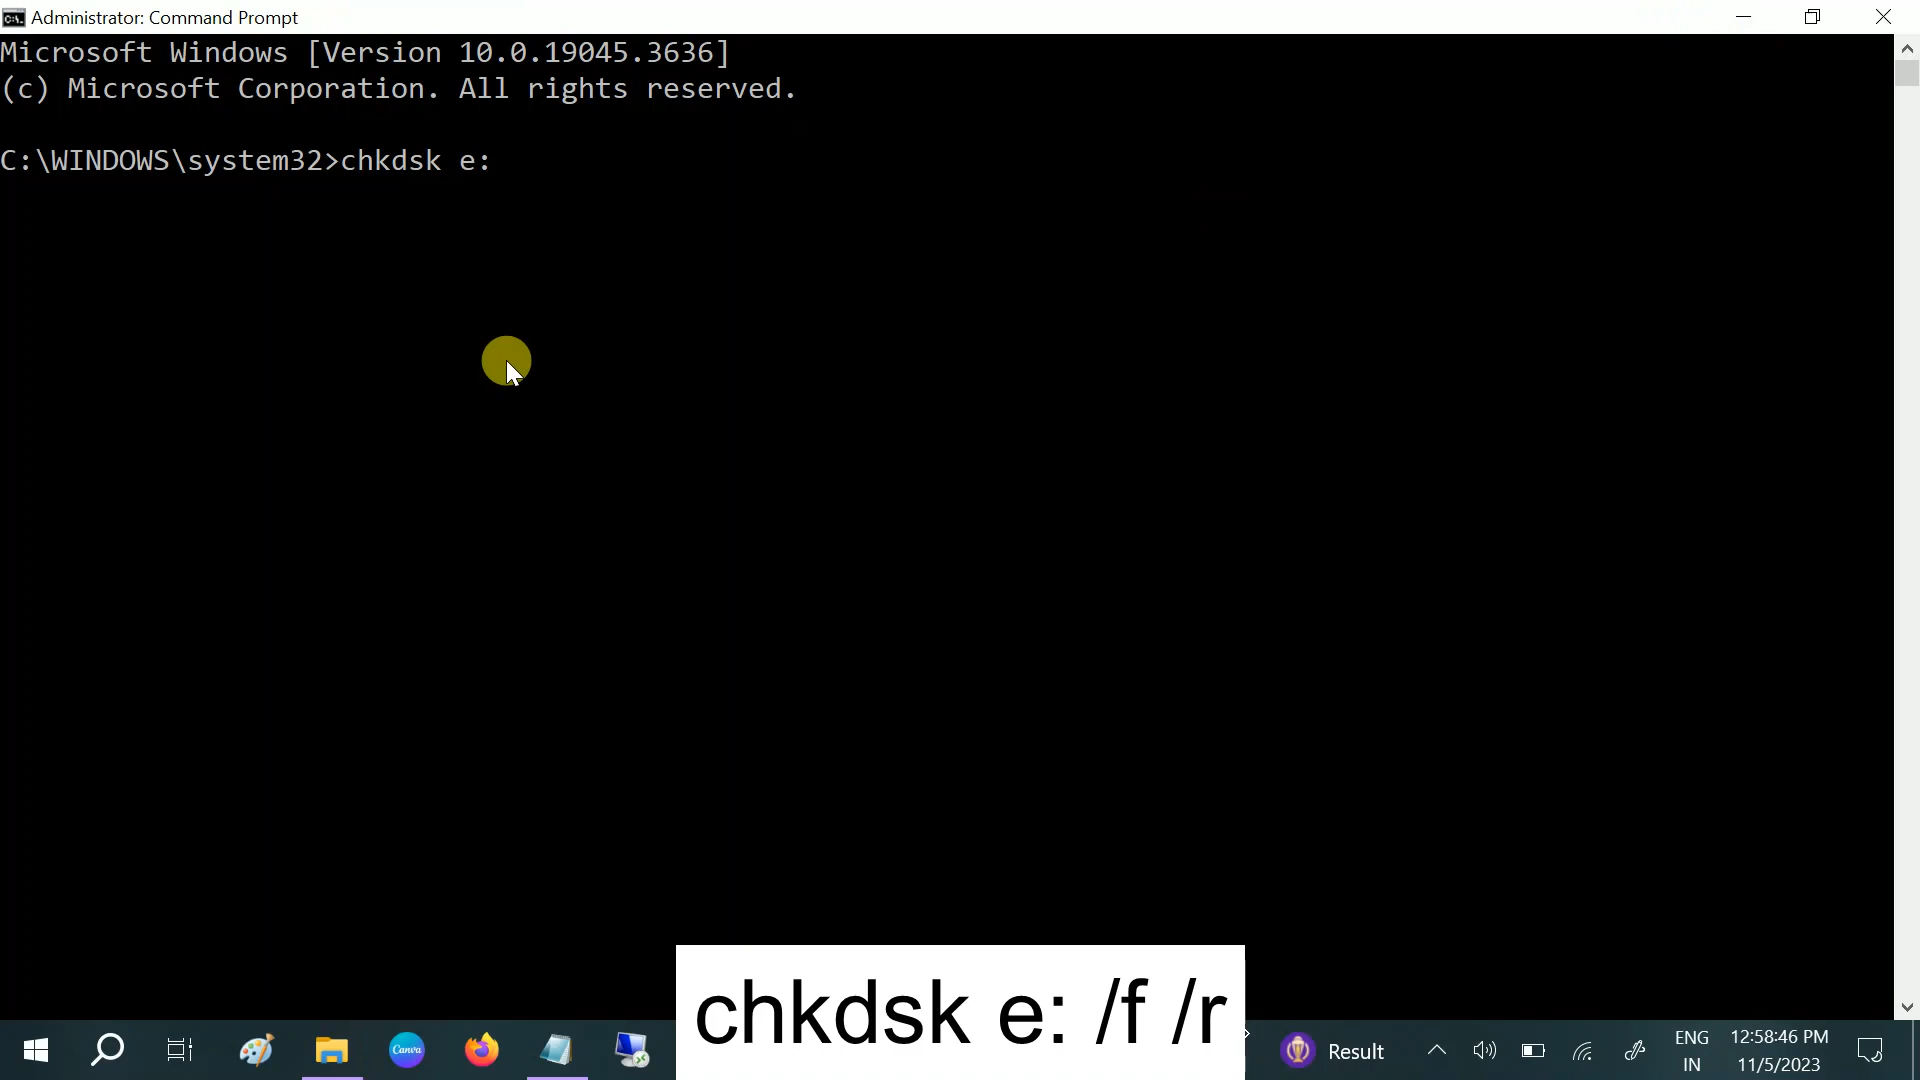 Administrator: Command Prompt
Microsoft Windows [Version 10.0.19045.3636]
(c) Microsoft Corporation. All rights reserved.
C:\WINDOWS\system32>chkdsk e:
chkdsk e: /f /r
Canva
Result
ENG
IN
12:58:46 PM
11/5/2023